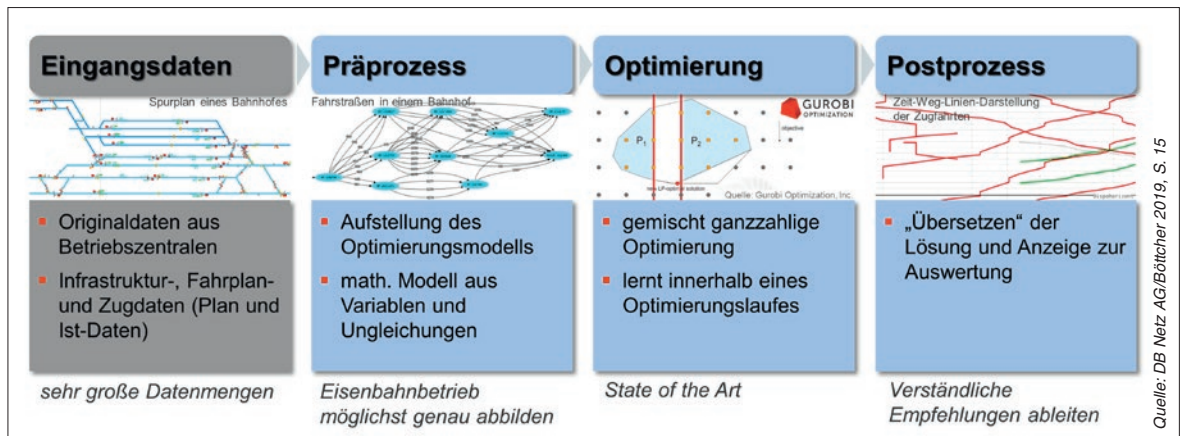 Eingangsdaten
Spurplan eines Bahnhofes
Originaldaten aus
Betriebszentralen
Infrastruktur-, Fahrplan-
und Zugdaten (Plan und
Ist-Daten)
sehr große Datenmengen
Präprozess
Fahrstraßen in einem Bahnhof
Aufstellung des
Optimierungsmodells
math. Modell aus
Variablen und
Ungleichungen
Eisenbahnbetrieb
möglichst genau abbilden
Optimierung
GUROBI
OPTIMIZATION
objective
P1
P2
new LP-optimal solution
Quelle: Gurobi Optimization, Inc
gemischt ganzzahlige
Optimierung
lernt innerhalb eines
Optimierungslaufes
State of the Art
Postprozess
Zeit-Weg-Linien-Darstellung
der Zugfahrten
„Übersetzen“ der
Lösung und Anzeige zur
Auswertung
Verständliche
Empfehlungen ableiten
Quelle: DB Netz AG/Böttcher 2019, S. 15